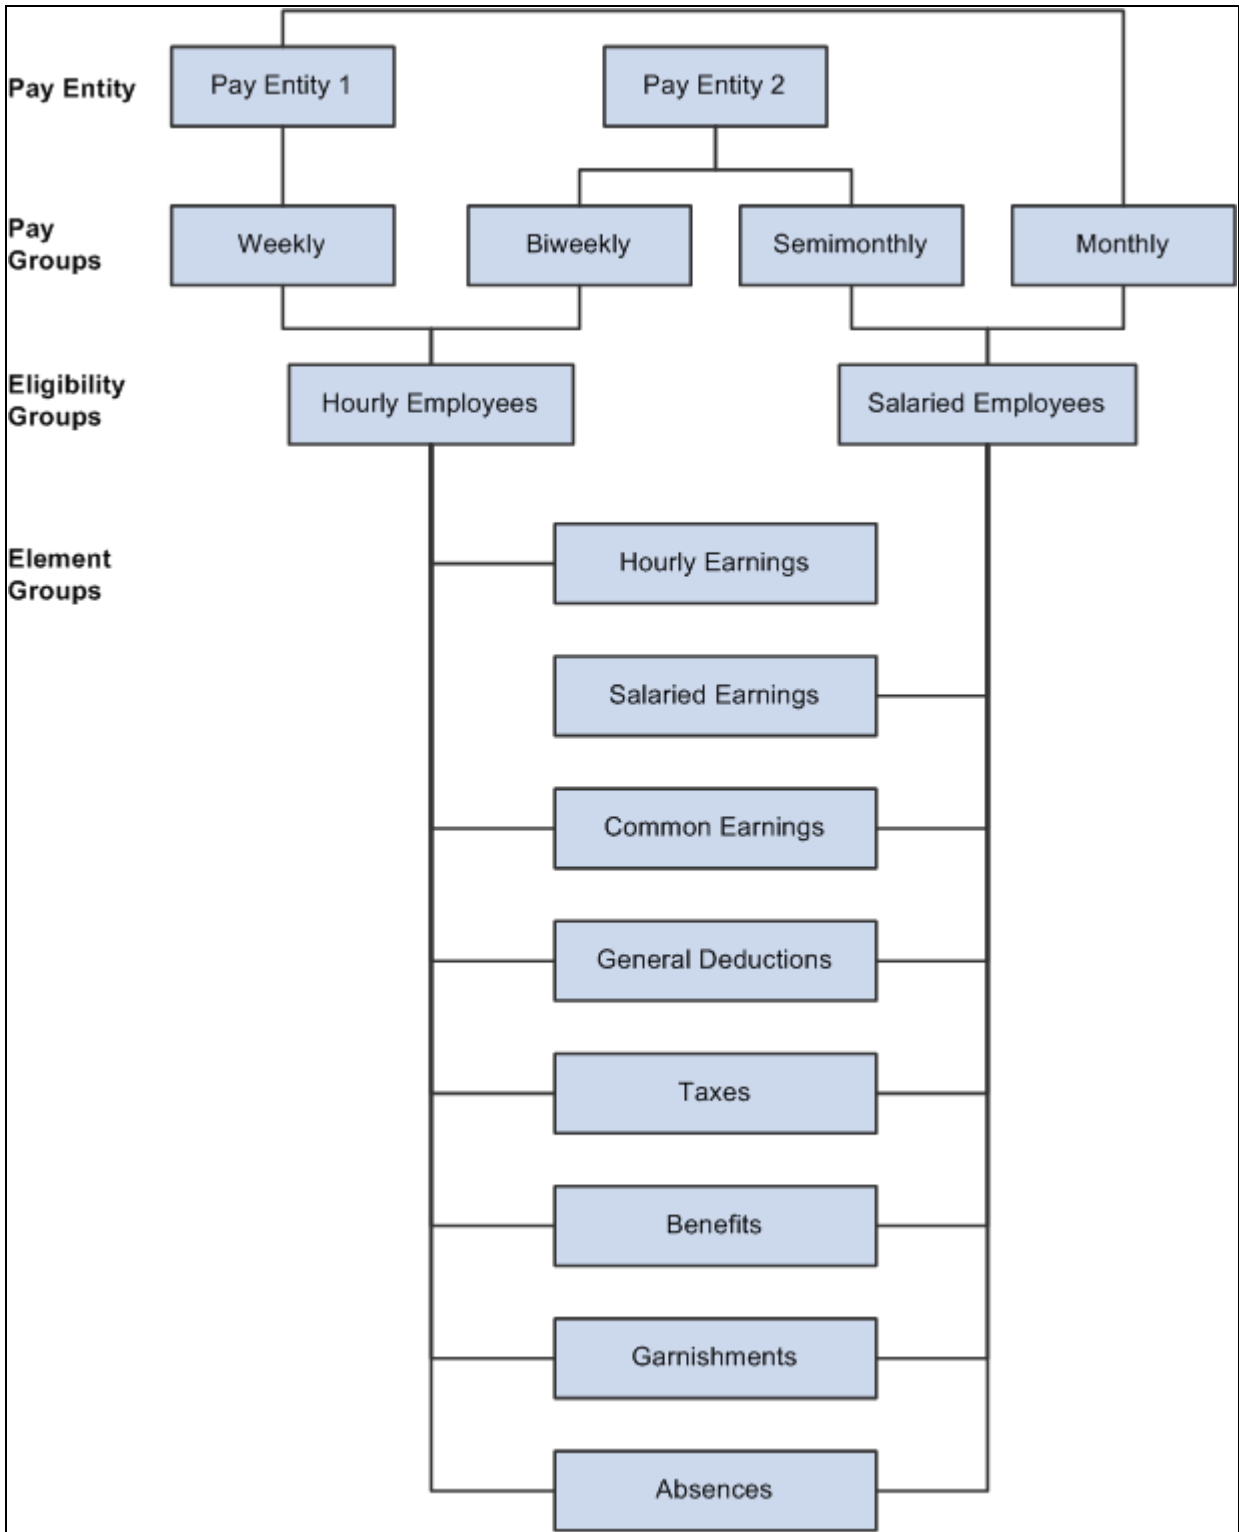 Pay Entity
Pay Entity 1
Pay Entity 2
Pay
Groups
Weekly
Biweekly
Semimonthly
Monthly
Eligibility
Groups
Hourly Employees
Salaried Employees
Element
Groups
Hourly Earnings
Salaried Earnings
Common Earnings
General Deductions
Taxes
Benefits
Garnishments
Absences